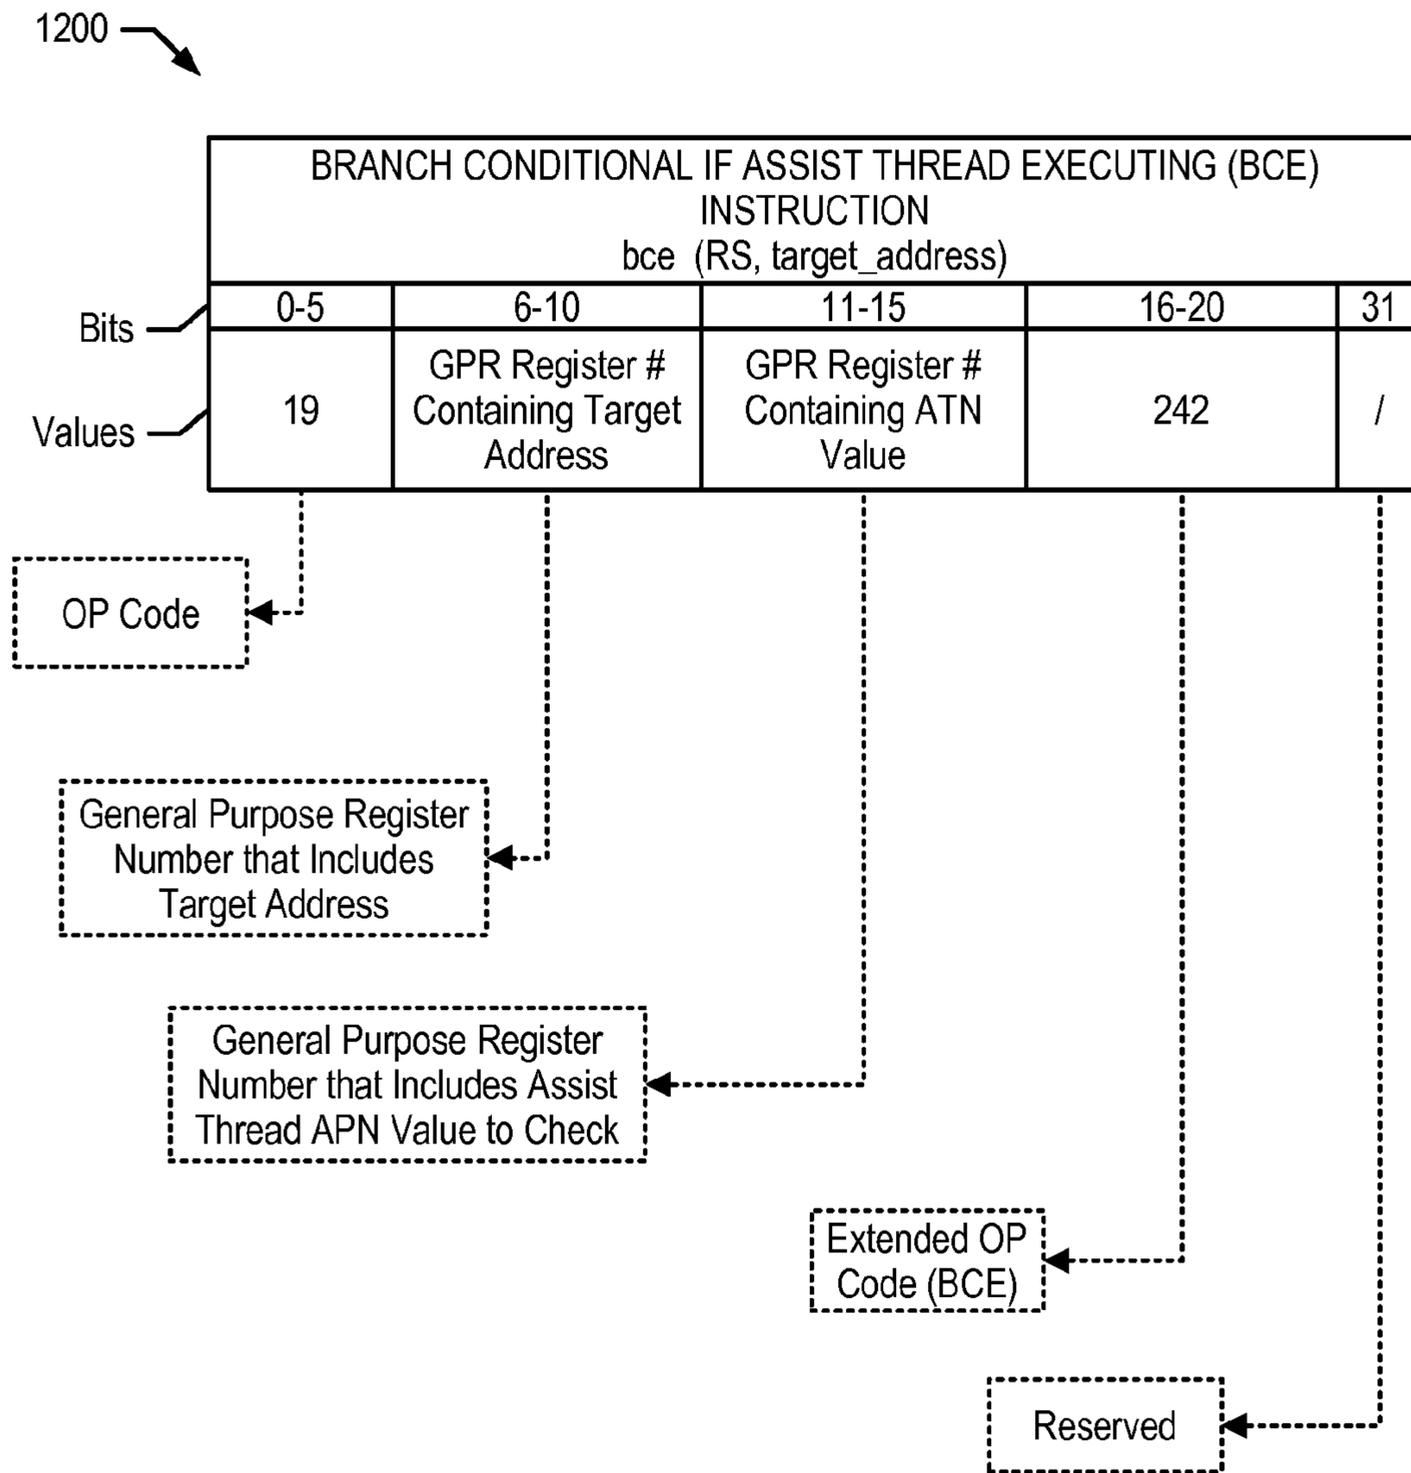 1200
BRANCH CONDITIONAL IF ASSIST THREAD EXECUTING (BCE)
INSTRUCTION
bce (RS, target_address)
Bits
0-5
6-10
11-15
16-20
31
Values
19
GPR Register #
Containing Target
Address
GPR Register #
Containing ATN
Value
242
/
OP Code
General Purpose Register
Number that Includes
Target Address
General Purpose Register
Number that Includes Assist
Thread APN Value to Check
Extended OP
Code (BCE)
Reserved